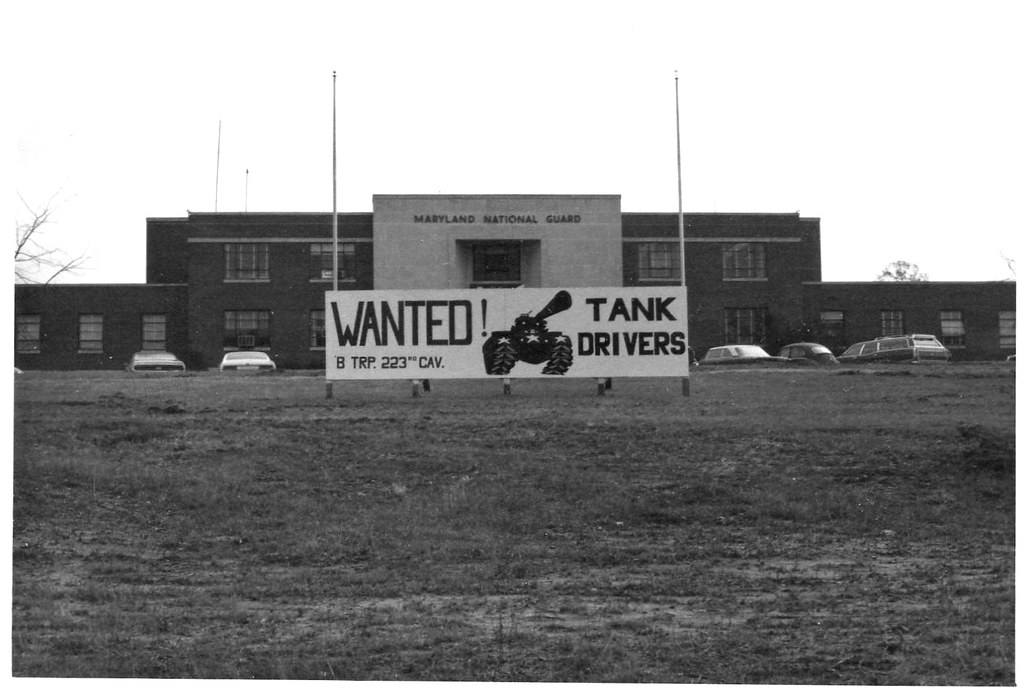 MARYLAND NATIONAL GUARD
WANTED!
'B TRP. 223RD CAV.
TANK
DRIVERS